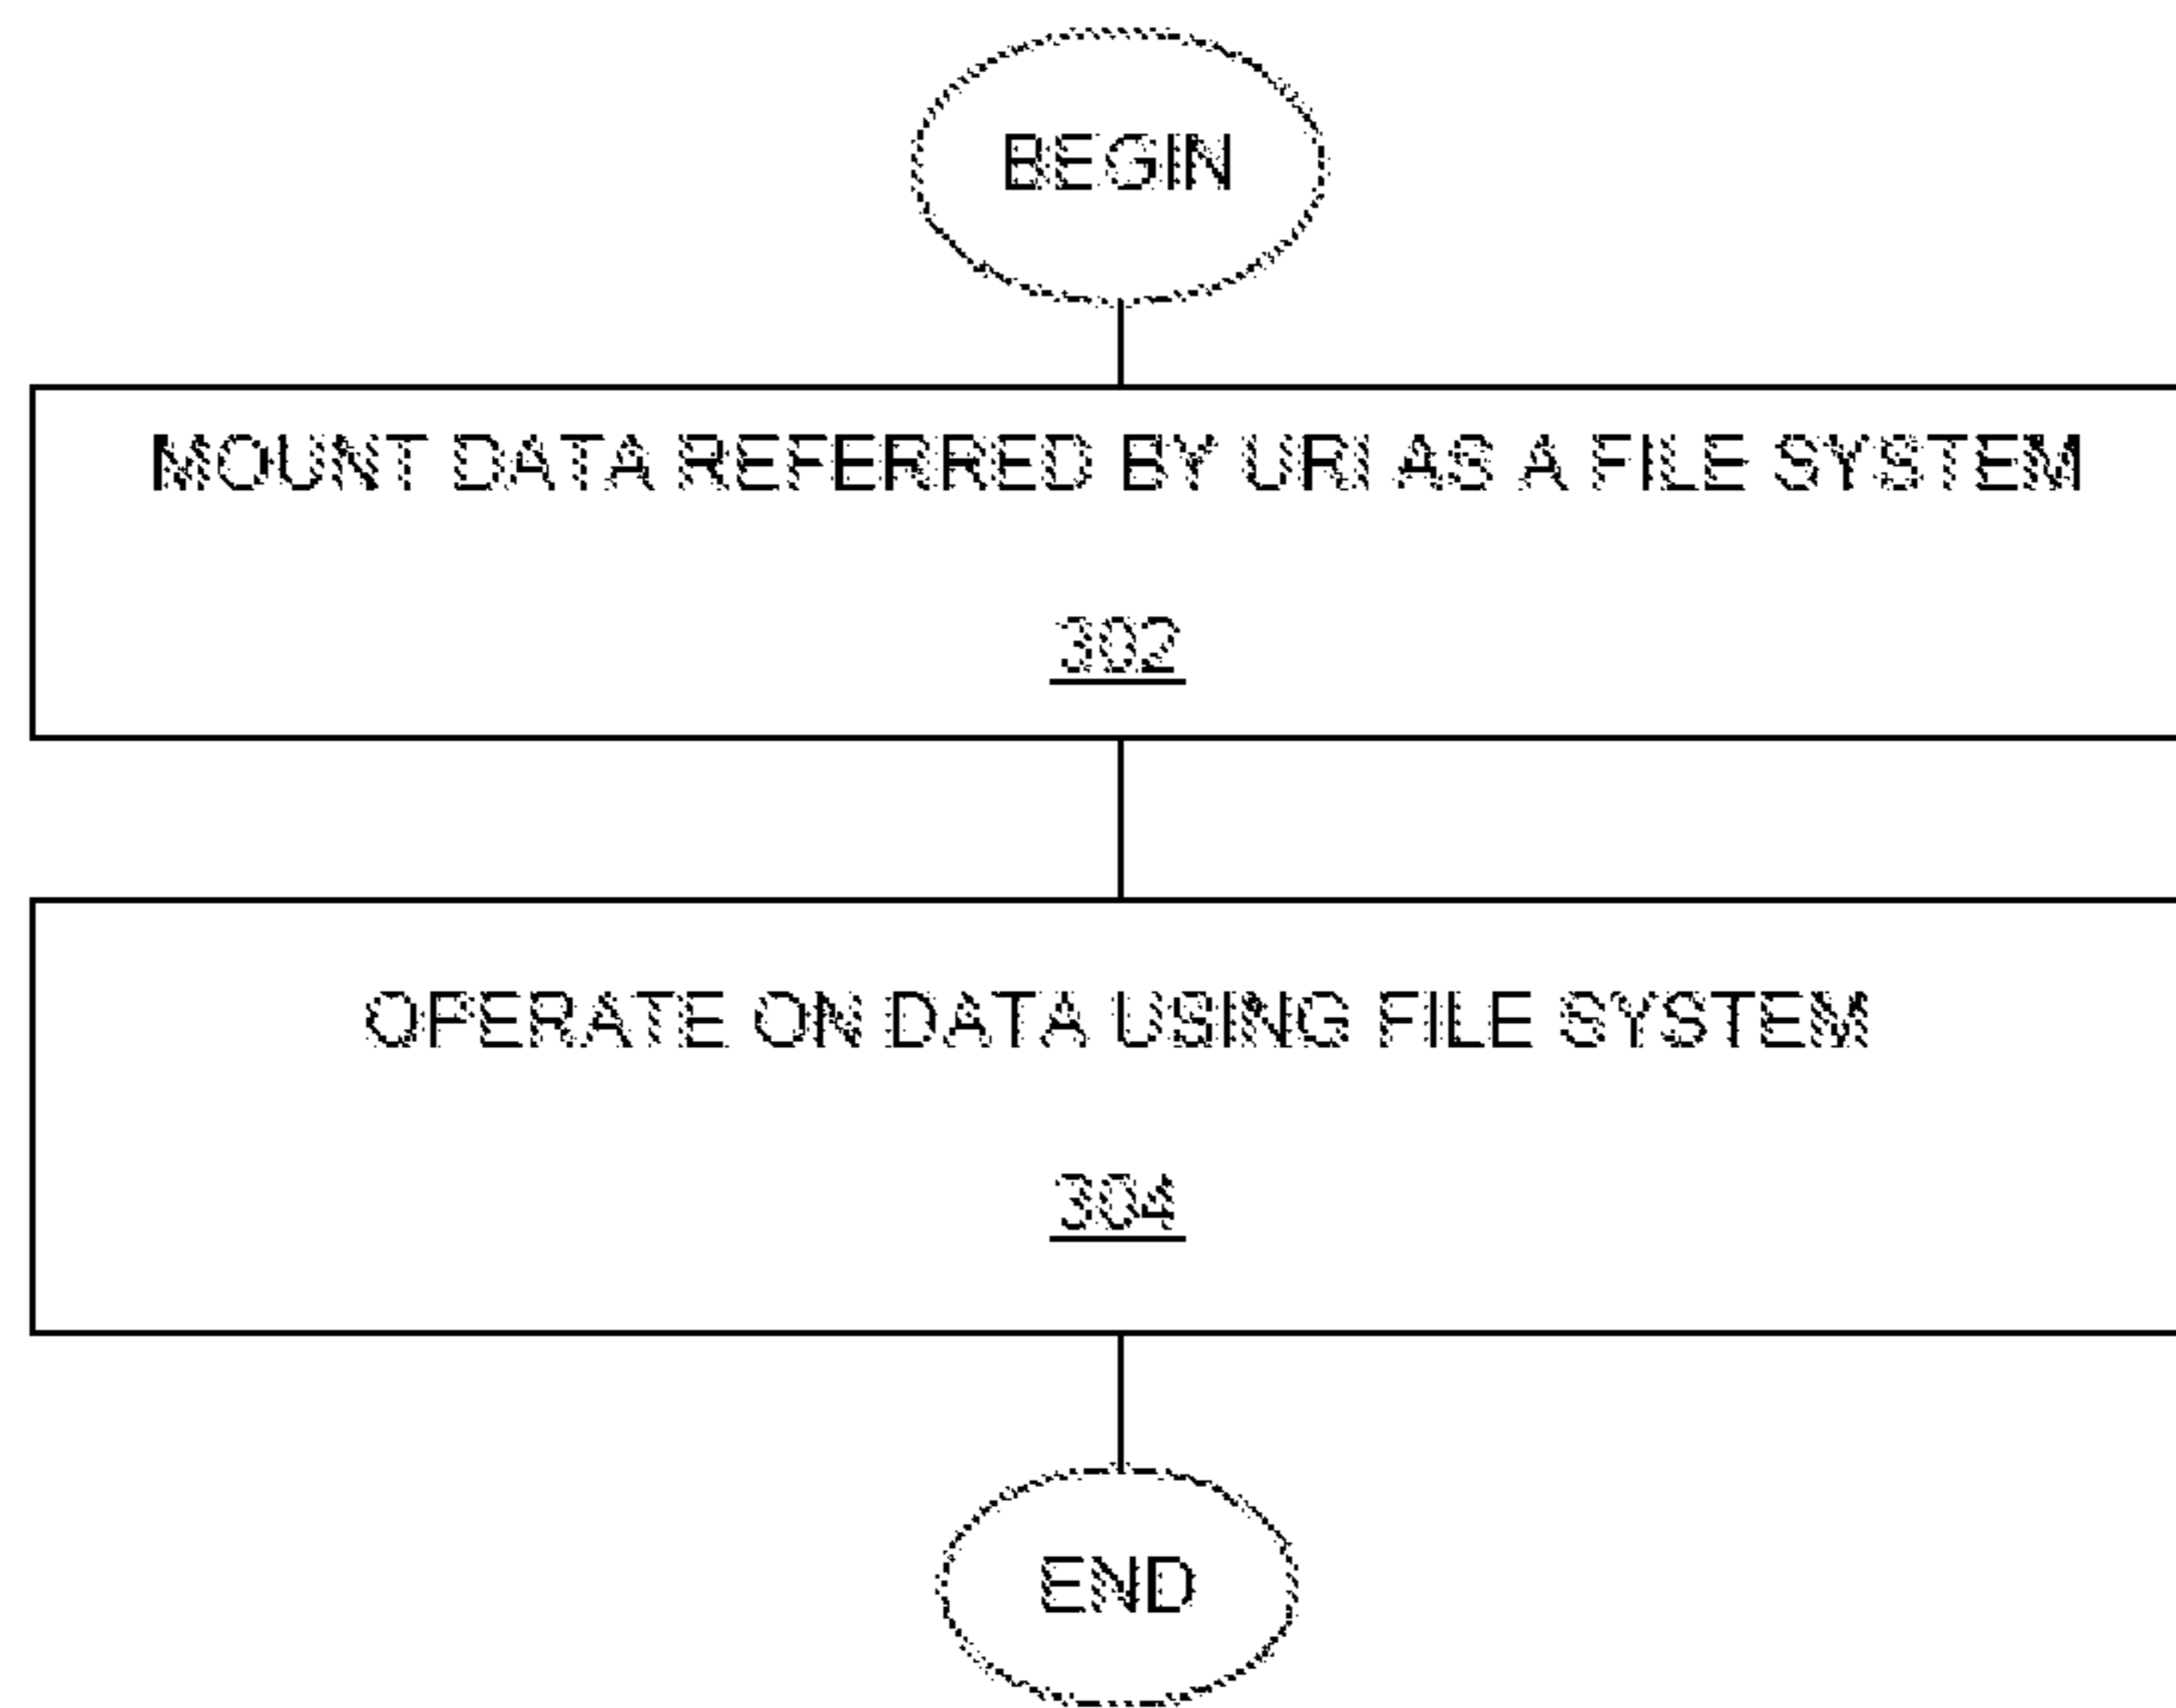 BEGIN
MOUNT DATA REFERRED BY URI AS A FILE SYSTEM
302
OPERATE ON DATA USING FILE SYSTEM
304
END